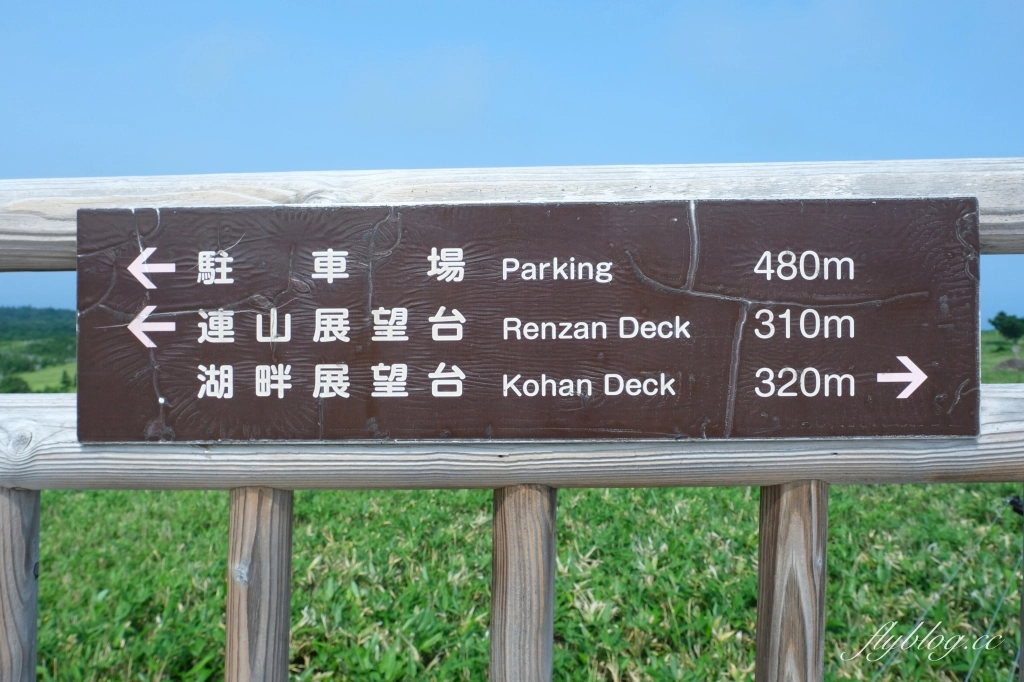 ← 駐車場 Parking 480m
← 連山展望台 Renzan Deck 310m
湖畔展望台 Kohan Deck 320m →
flyblog.cc